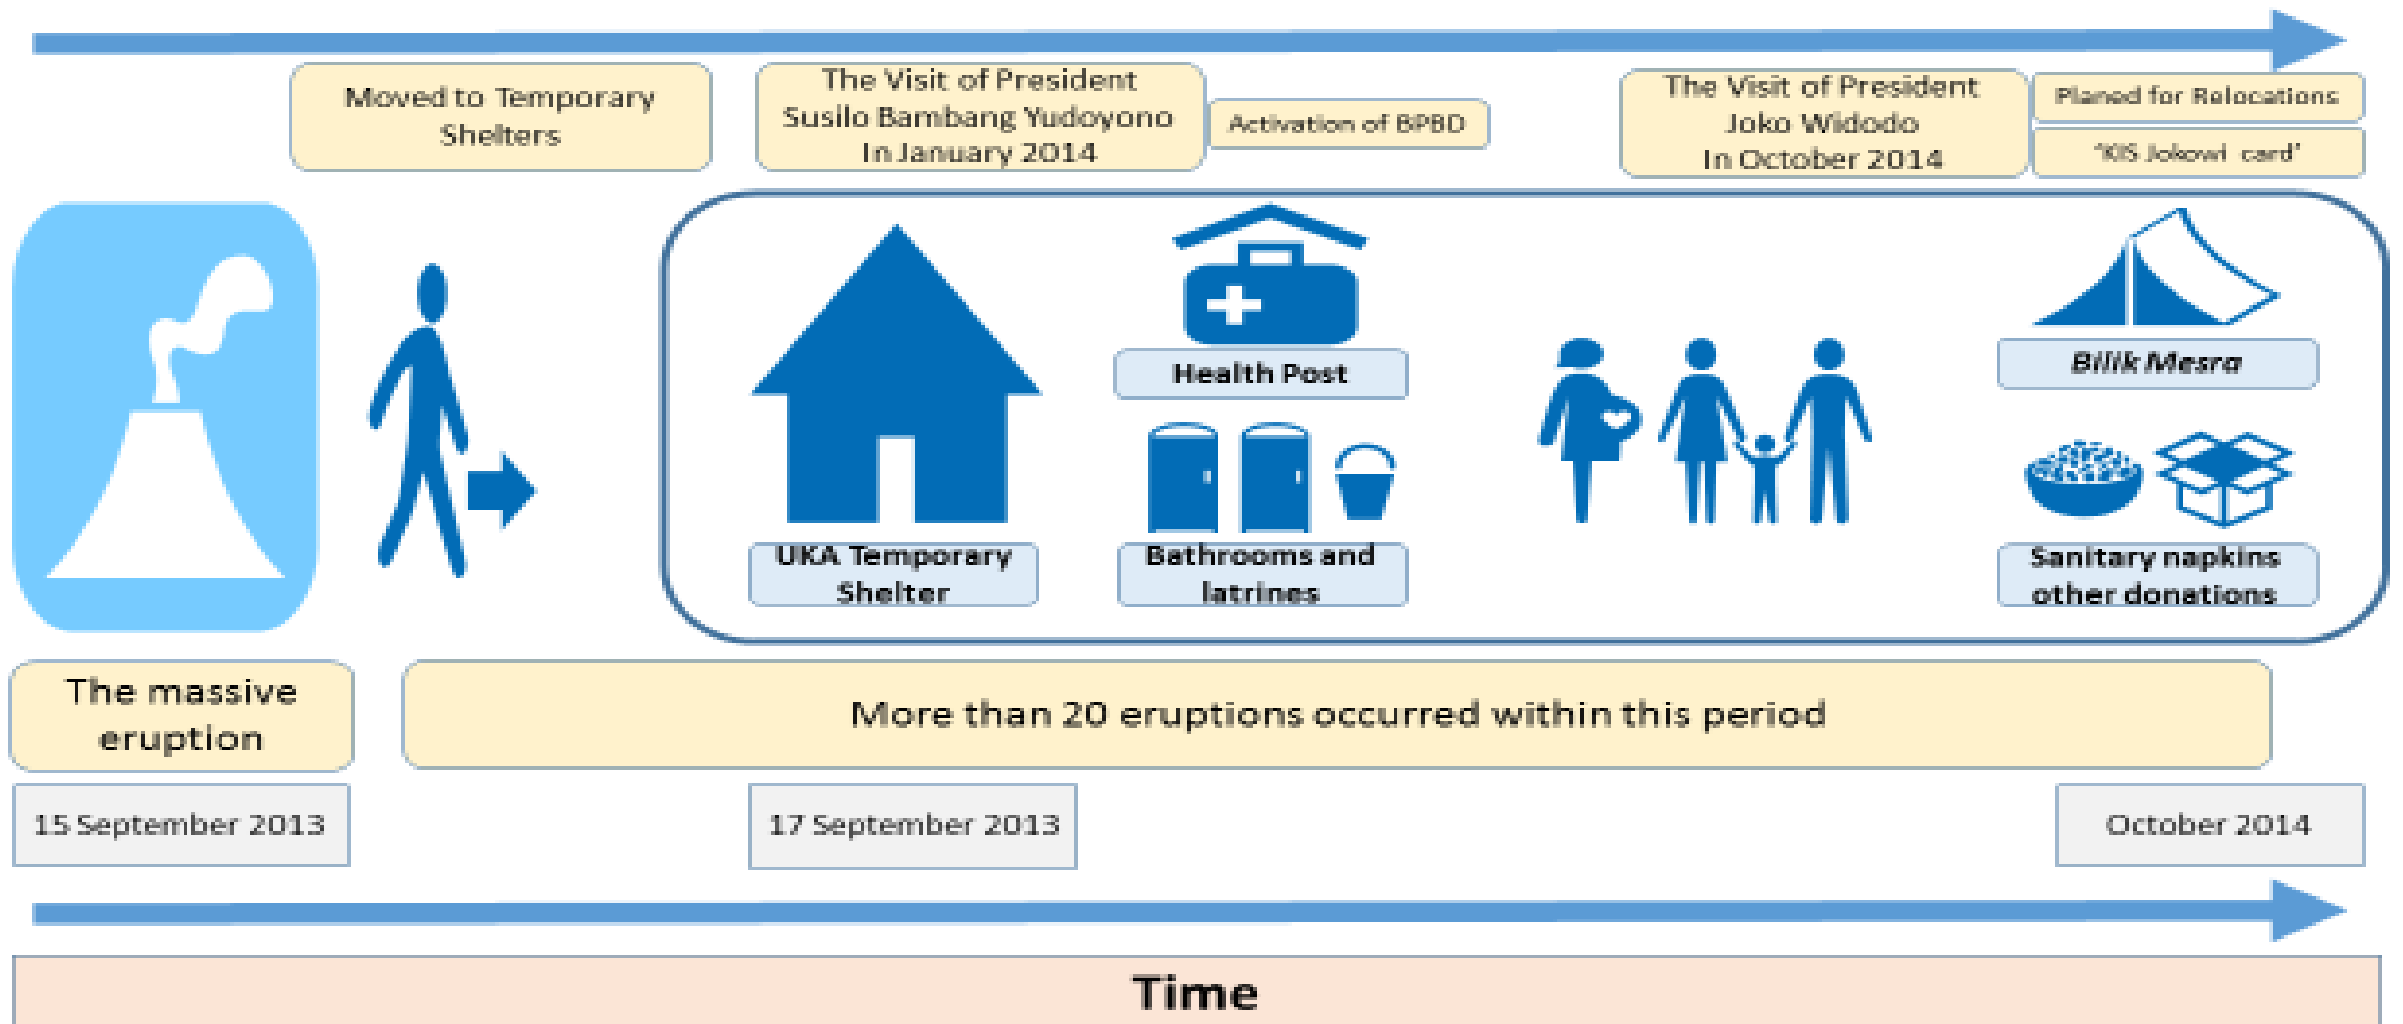 Moved to Temporary
Shelters
The Visit of President
Susilo Bambang Yudoyono
In January 2014
Activation of BPBD
The Visit of President
Joko Widodo
In October 2014
Planed for Relocations
'KIS Jokowi card'
Health Post
Bilik Mesra
UKA Temporary
Shelter
Bathrooms and
latrines
Sanitary napkins
other donations
The massive
eruption
More than 20 eruptions occurred within this period
15 September 2013
17 September 2013
October 2014
Time